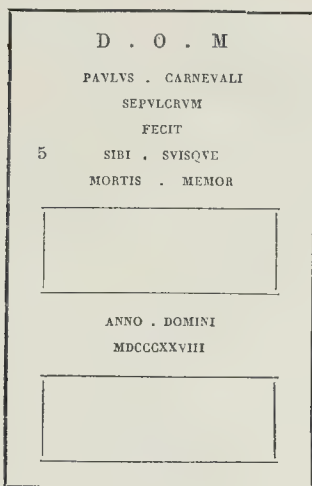 D . O . M
PAVLVS . CARNEVALI
SEPVLCRVM
FECIT
5 SIBI . SVISQVE
MORTIS . MEMOR
ANNO . DOMINI
MDCCCXXVIII